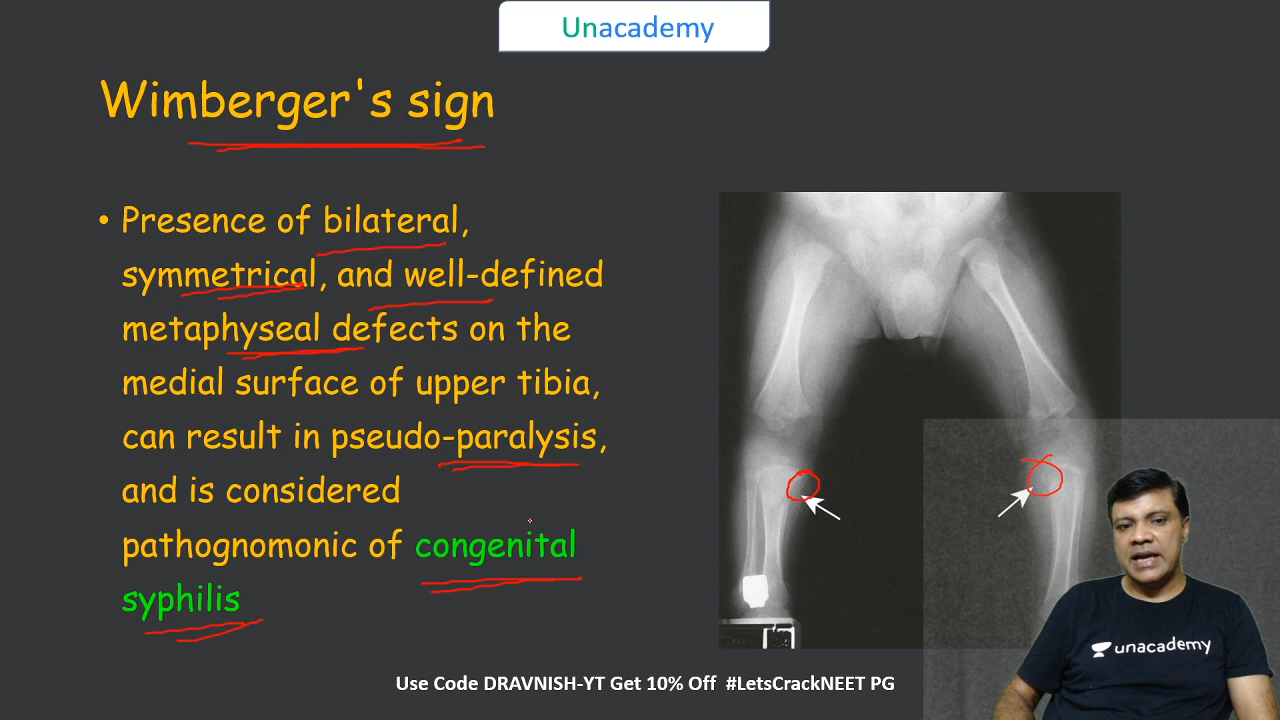 Unacademy
Wimberger's sign
• Presence of bilateral,
symmetrical, and well-defined
metaphyseal defects on the
medial surface of upper tibia,
can result in pseudo-paralysis,
and is considered
pathognomonic of congenital
syphilis
unacademy
Use Code DRAVNISH-YT Get 10% Off #LetsCrackNEET PG